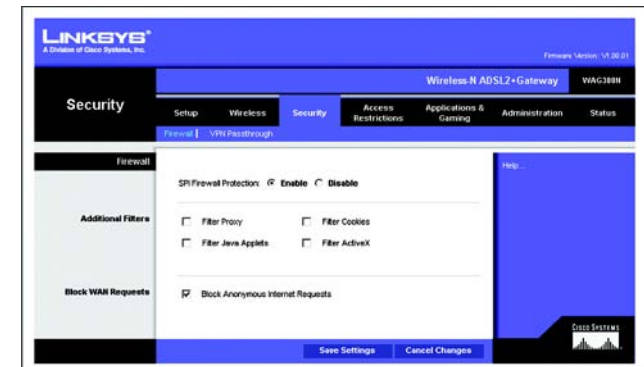 LINKSYS®
A Division of Cisco Systems, Inc.
Firmware Version: V1.00.01
Wireless-N ADSL2+Gateway WAG300N
Security
Setup Wireless Security Access Restrictions Applications & Gaming Administration Status
Firewall | VPN Passthrough
Firewall
Help...
SPI Firewall Protection: Enable Disable
Additional Filters
Filter Proxy Filter Cookies
Filter Java Applets Filter ActiveX
Block WAN Requests
Block Anonymous Internet Requests
Save Settings Cancel Changes
CISCO SYSTEMS